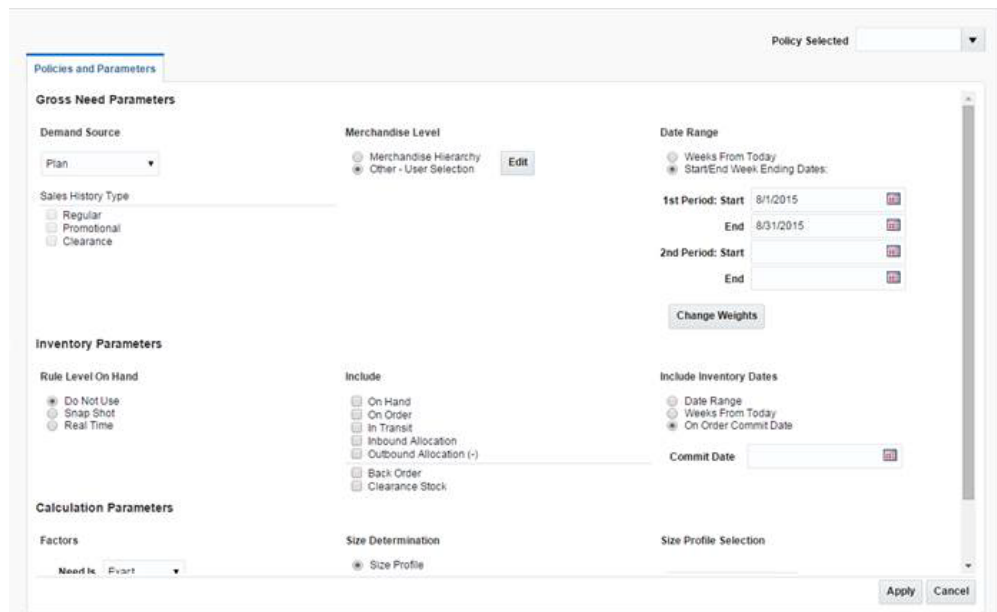 Policy Selected
Policies and Parameters
Gross Need Parameters
Demand Source
Plan
Sales History Type
Regular
Promotional
Clearance
Merchandise Level
Merchandise Hierarchy
Other - User Selection
Edit
Date Range
Weeks From Today
Start/End Week Ending Dates:
1st Period: Start 8/1/2015
End 8/31/2015
2nd Period: Start
End
Change Weights
Inventory Parameters
Rule Level On Hand
Do Not Use
Snap Shot
Real Time
Include
On Hand
On Order
In Transit
Inbound Allocation
Outbound Allocation (-)
Back Order
Clearance Stock
Include Inventory Dates
Date Range
Weeks From Today
On Order Commit Date
Commit Date
Calculation Parameters
Factors
Need Is Exact
Size Determination
Size Profile
Size Profile Selection
Apply Cancel